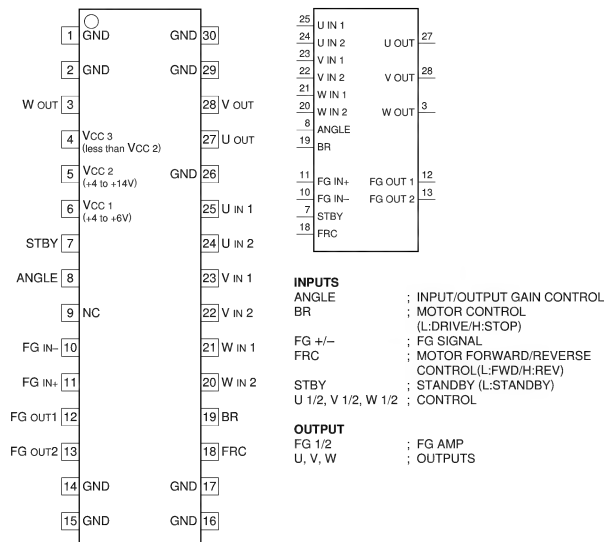 1 GND GND 30
2 GND GND 29
W OUT 3 28 V OUT
4 VCC 3 (less than VCC 2) 27 U OUT
5 VCC 2 (+4 to +14V) GND 26
6 VCC 1 (+4 to +6V) 25 U IN 1
STBY 7 24 U IN 2
ANGLE 8 23 V IN 1
9 NC 22 V IN 2
FG IN– 10 21 W IN 1
FG IN+ 11 20 W IN 2
FG OUT1 12 19 BR
FG OUT2 13 18 FRC
14 GND GND 17
15 GND GND 16
25 U IN 1
24 U IN 2 U OUT 27
23 V IN 1
22 V IN 2 V OUT 28
21 W IN 1
20 W IN 2 W OUT 3
8 ANGLE
19 BR
11 FG IN+ FG OUT 1 12
10 FG IN– FG OUT 2 13
7 STBY
18 FRC
INPUTS
ANGLE ; INPUT/OUTPUT GAIN CONTROL
BR ; MOTOR CONTROL
(L:DRIVE/H:STOP)
FG +/– ; FG SIGNAL
FRC ; MOTOR FORWARD/REVERSE
CONTROL(L:FWD/H:REV)
STBY ; STANDBY (L:STANDBY)
U 1/2, V 1/2, W 1/2 ; CONTROL
OUTPUT
FG 1/2 ; FG AMP
U, V, W ; OUTPUTS